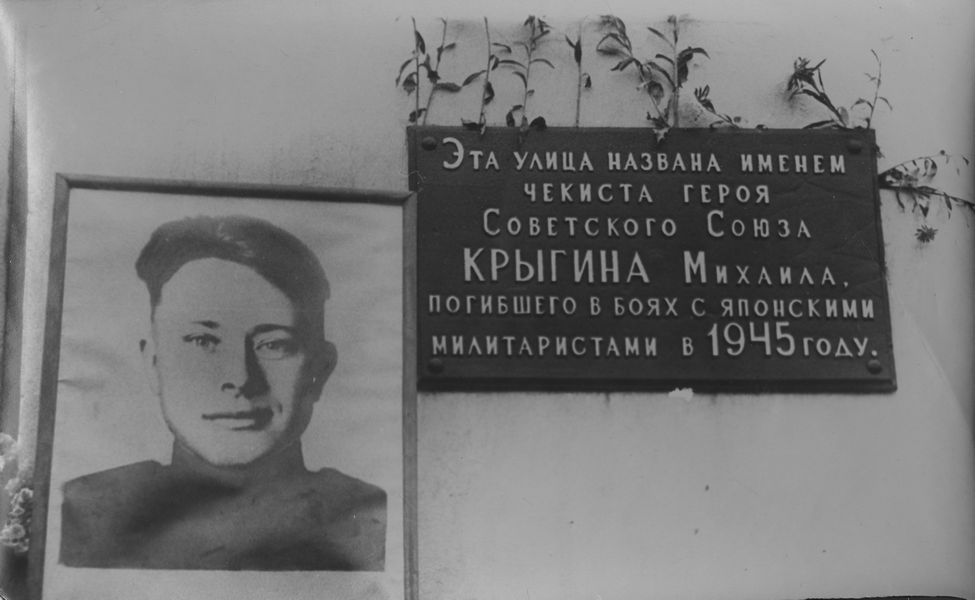 Эта улица названа именем
чекиста героя
Советского Союза
КРЫГИНА Михаила,
погибшего в боях с японскими
милитаристами в 1945 году.